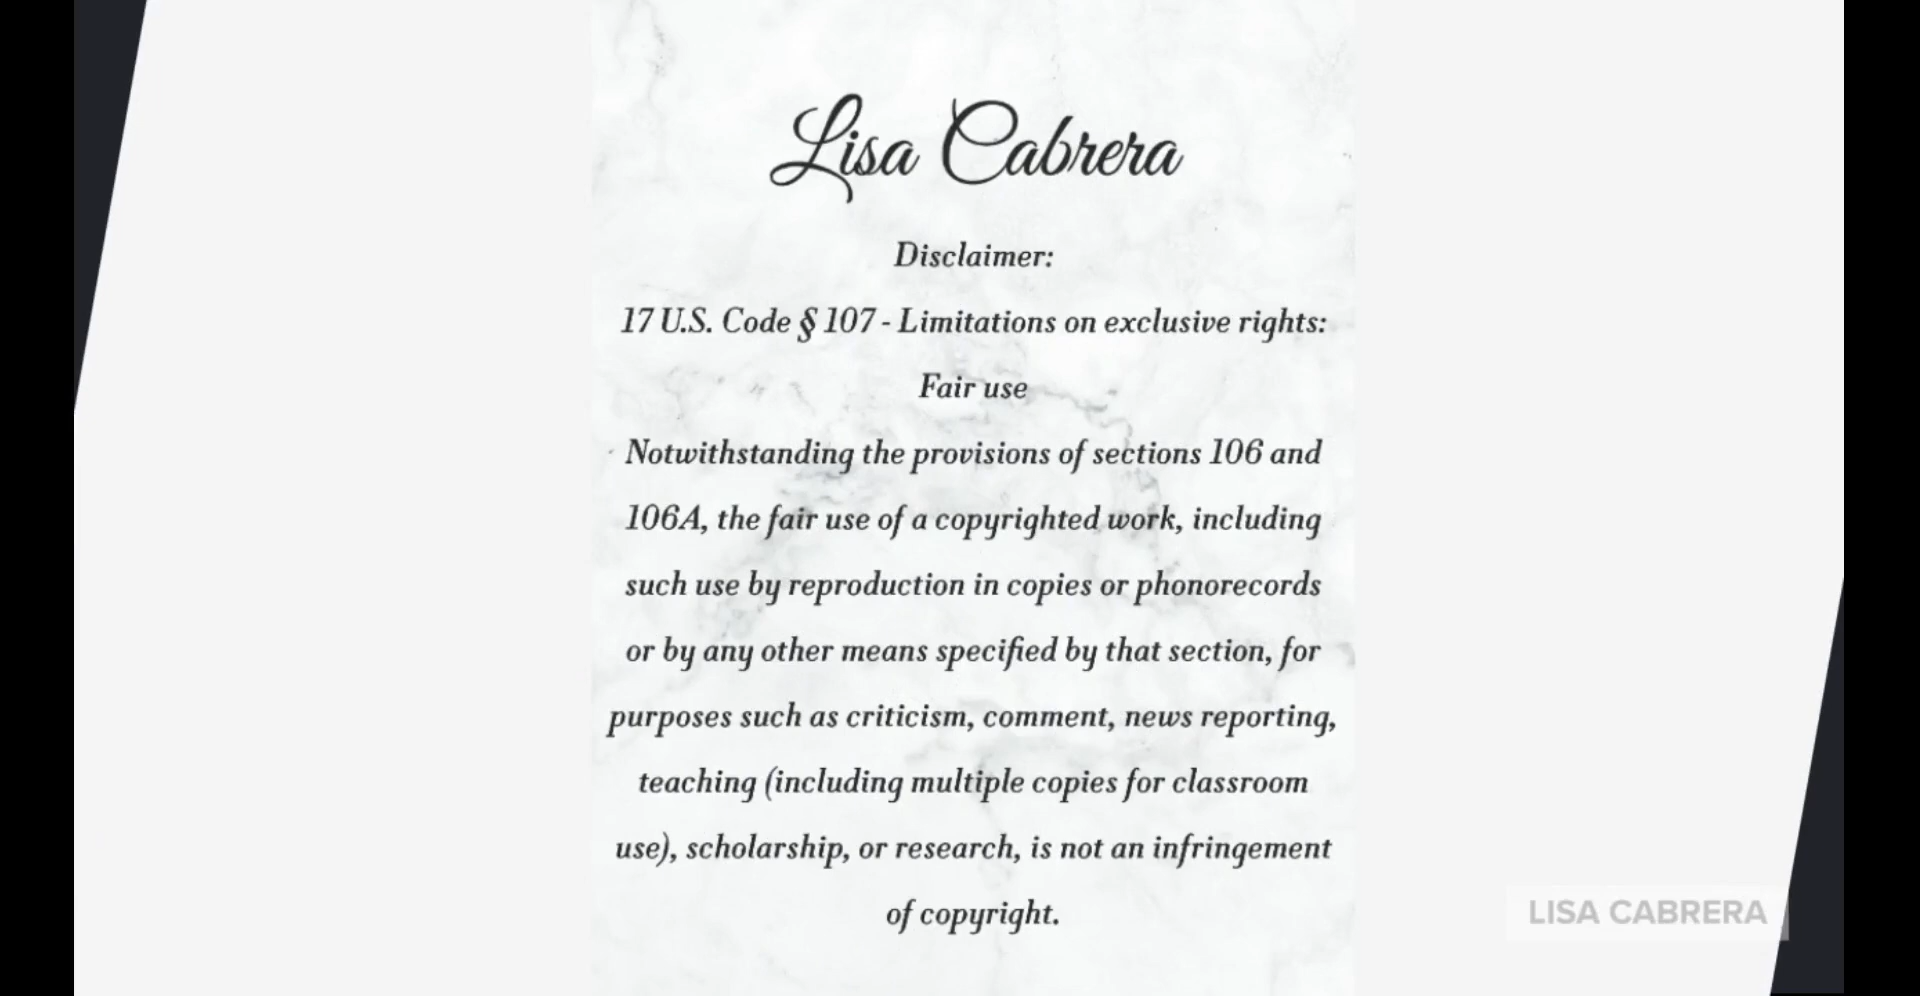 Lisa Cabrera
Disclaimer:
17 U.S. Code § 107 - Limitations on exclusive rights:
Fair use
Notwithstanding the provisions of sections 106 and
106A, the fair use of a copyrighted work, including
such use by reproduction in copies or phonorecords
or by any other means specified by that section, for
purposes such as criticism, comment, news reporting,
teaching (including multiple copies for classroom
use), scholarship, or research, is not an infringement
of copyright.
LISA CABRERA